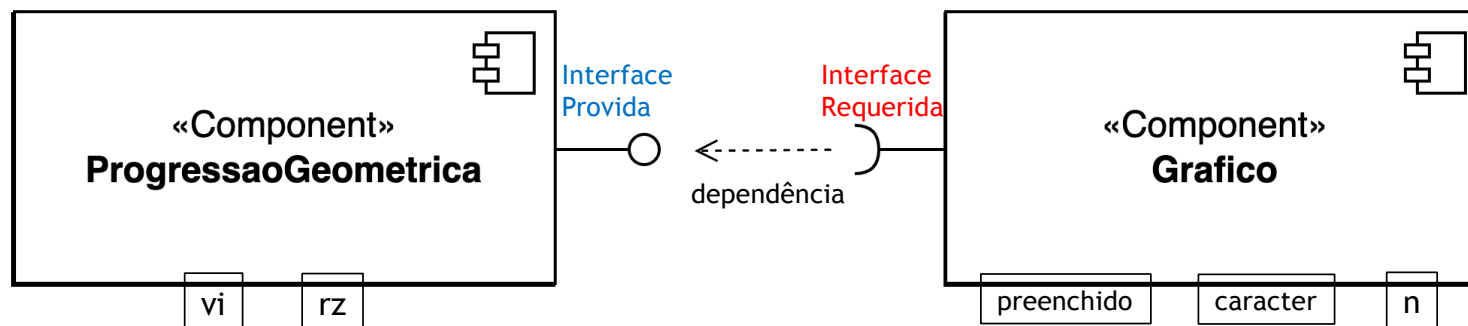 «Component»
ProgressaoGeometrica
vi
rz
Interface
Provida
dependência
Interface
Requerida
«Component»
Grafico
preenchido
caracter
n